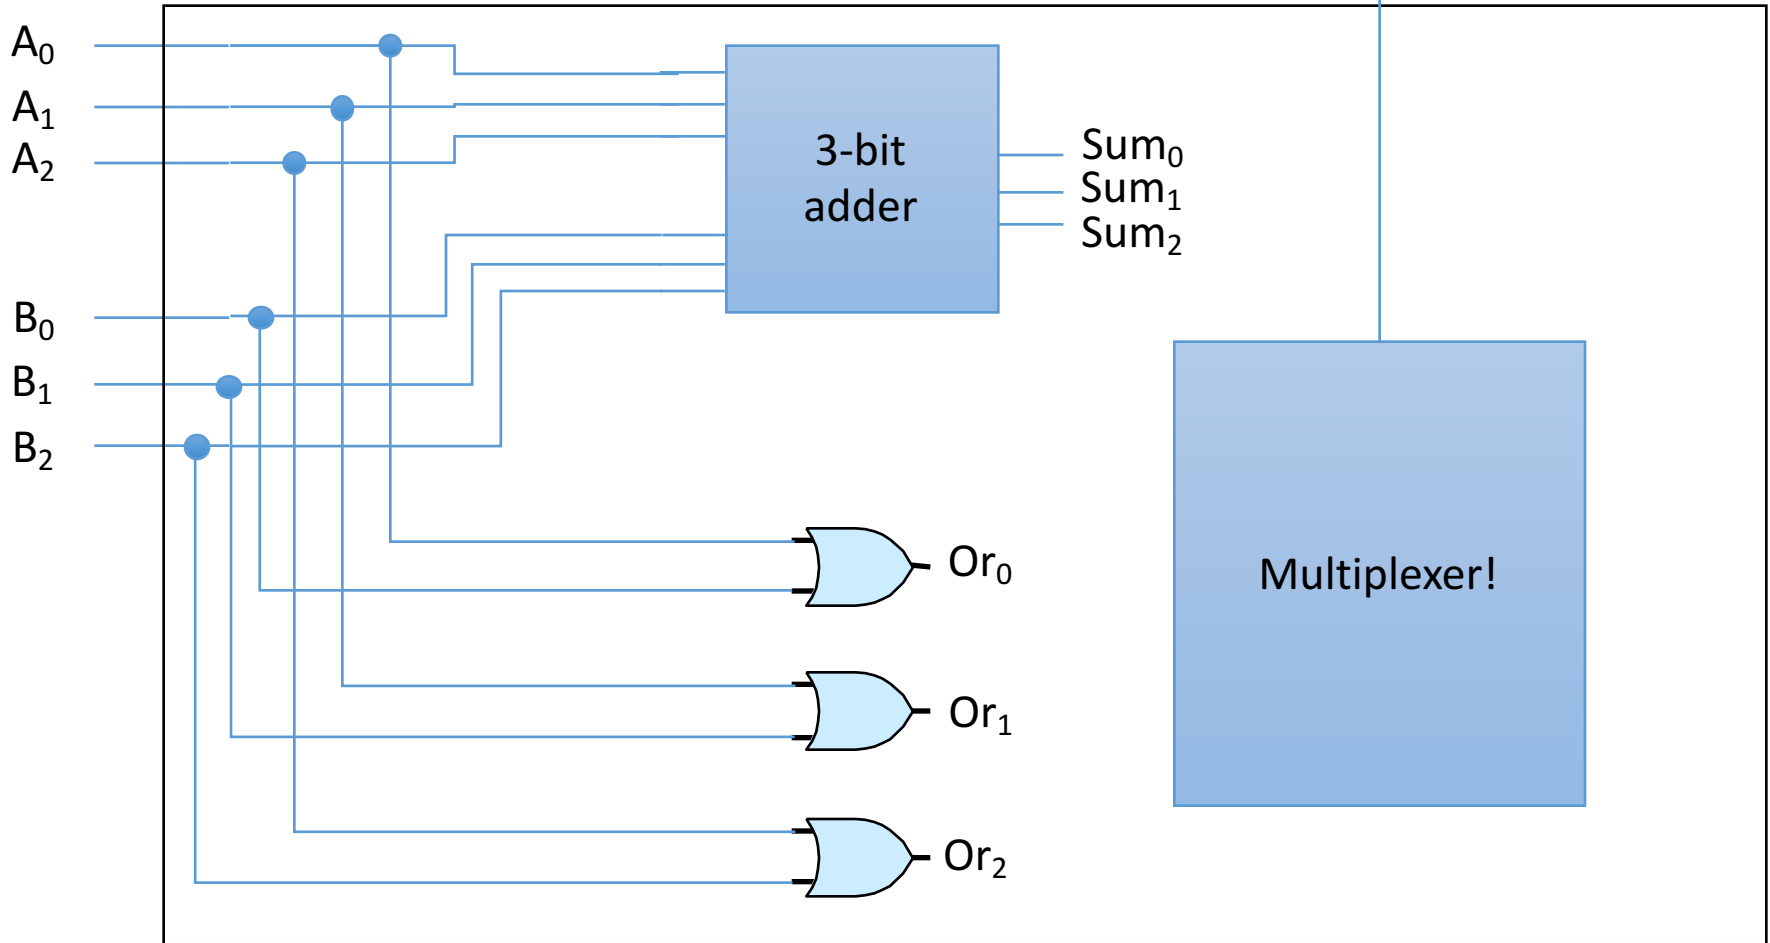 A₀
A₁
A₂
B₀
B₁
B₂
3-bit
adder
Sum₀
Sum₁
Sum₂
Or₀
Or₁
Or₂
Multiplexer!